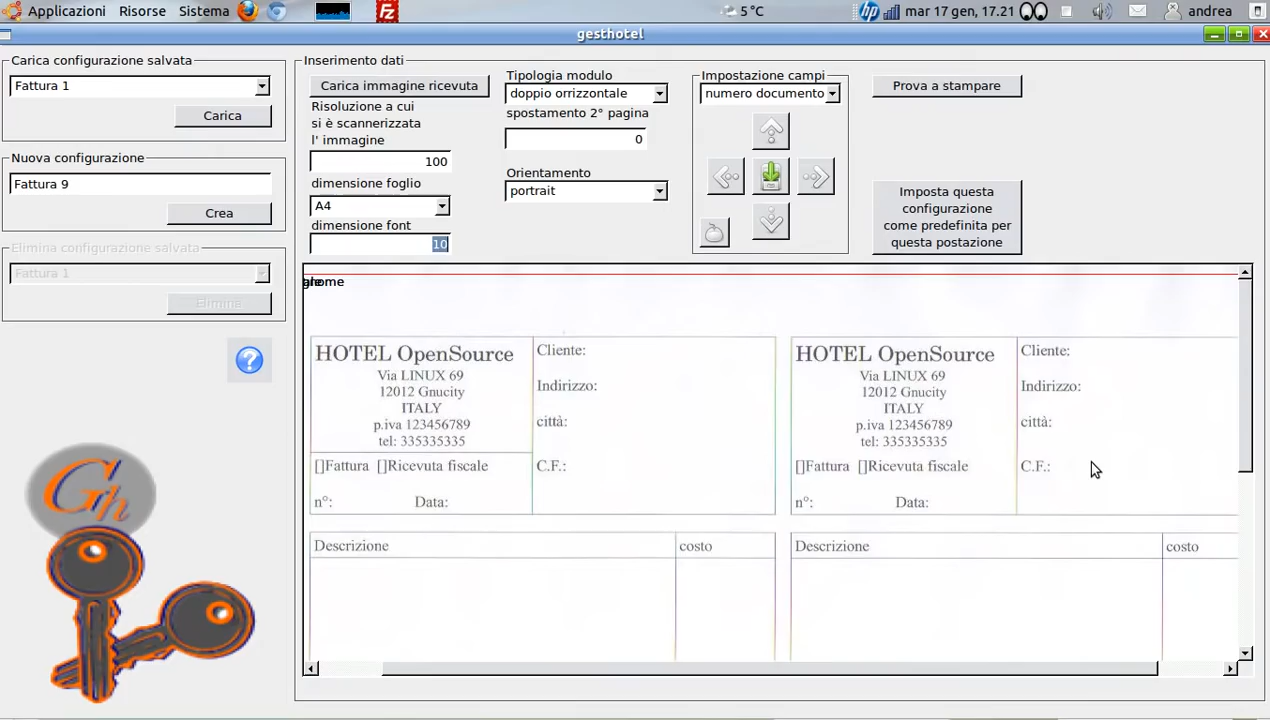 Applicazioni Risorse Sistema
5 °C
hp
mar 17 gen, 17.21
andrea
gesthotel
Carica configurazione salvata
Fattura 1
Carica
Nuova configurazione
Fattura 9
Crea
Elimina configurazione salvata
Fattura 1
Elimina
Gh
Inserimento dati
Carica immagine ricevuta
Risoluzione a cui
si è scannerizzata
l' immagine
100
dimensione foglio
A4
dimensione font
10
Tipologia modulo
doppio orrizzontale
spostamento 2° pagina
0
Orientamento
portrait
Impostazione campi
numero documento
Prova a stampare
Imposta questa
configurazione
come predefinita per
questa postazione
HOTEL OpenSource
Via LINUX 69
12012 Gnucity
ITALY
p.iva 123456789
tel: 335335335
[]Fattura []Ricevuta fiscale
n°: Data:
Cliente:
Indirizzo:
città:
C.F.:
Descrizione costo
HOTEL OpenSource
Via LINUX 69
12012 Gnucity
ITALY
p.iva 123456789
tel: 335335335
[]Fattura []Ricevuta fiscale
n°: Data:
Cliente:
Indirizzo:
città:
C.F.:
Descrizione costo